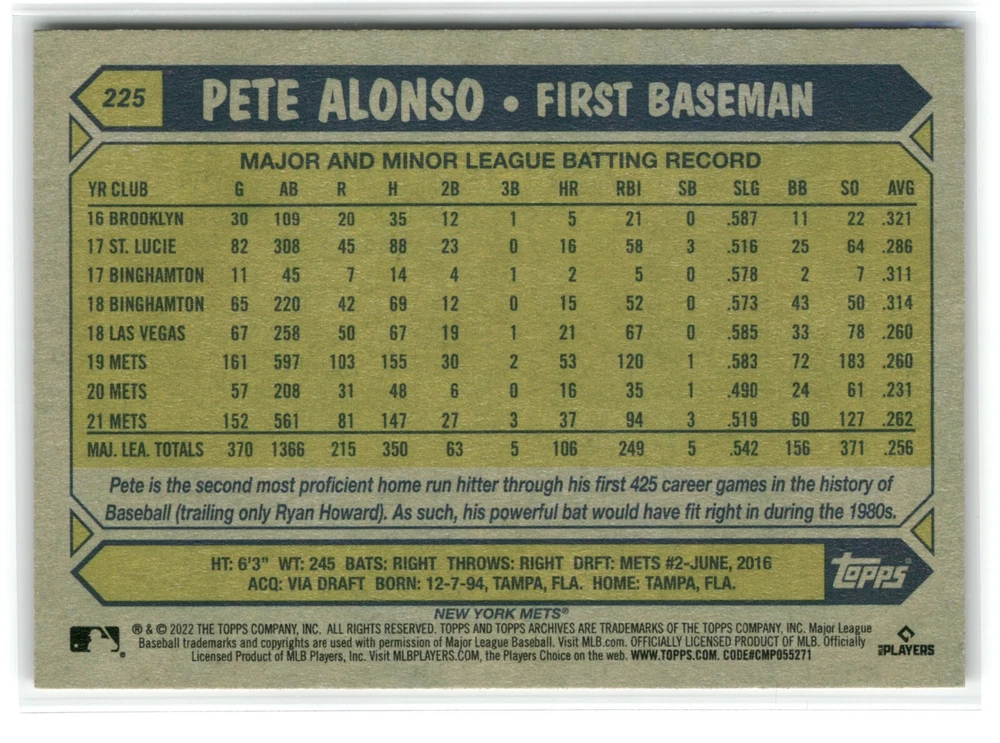 225 PETE ALONSO • FIRST BASEMAN
MAJOR AND MINOR LEAGUE BATTING RECORD
YR CLUB G AB R H 2B 3B HR RBI SB SLG BB SO AVG
16 BROOKLYN 30 109 20 35 12 1 5 21 0 .587 11 22 .321
17 ST. LUCIE 82 308 45 88 23 0 16 58 3 .516 25 64 .286
17 BINGHAMTON 11 45 7 14 4 1 2 5 0 .578 2 7 .311
18 BINGHAMTON 65 220 42 69 12 0 15 52 0 .573 43 50 .314
18 LAS VEGAS 67 258 50 67 19 1 21 67 0 .585 33 78 .260
19 METS 161 597 103 155 30 2 53 120 1 .583 72 183 .260
20 METS 57 208 31 48 6 0 16 35 1 .490 24 61 .231
21 METS 152 561 81 147 27 3 37 94 3 .519 60 127 .262
MAJ. LEA. TOTALS 370 1366 215 350 63 5 106 249 5 .542 156 371 .256
Pete is the second most proficient home run hitter through his first 425 career games in the history of
Baseball (trailing only Ryan Howard). As such, his powerful bat would have fit right in during the 1980s.
HT: 6'3" WT: 245 BATS: RIGHT THROWS: RIGHT DRFT: METS #2-JUNE, 2016
ACQ: VIA DRAFT BORN: 12-7-94, TAMPA, FLA. HOME: TAMPA, FLA.
Topps®
NEW YORK METS®
® & © 2022 THE TOPPS COMPANY, INC. ALL RIGHTS RESERVED. TOPPS AND TOPPS ARCHIVES ARE TRADEMARKS OF THE TOPPS COMPANY, INC. Major League
Baseball trademarks and copyrights are used with permission of Major League Baseball. Visit MLB.com. OFFICIALLY LICENSED PRODUCT OF MLB. Officially
Licensed Product of MLB Players, Inc. Visit MLBPLAYERS.COM, the Players Choice on the web. WWW.TOPPS.COM. CODE#CMP055271
MLB PLAYERS